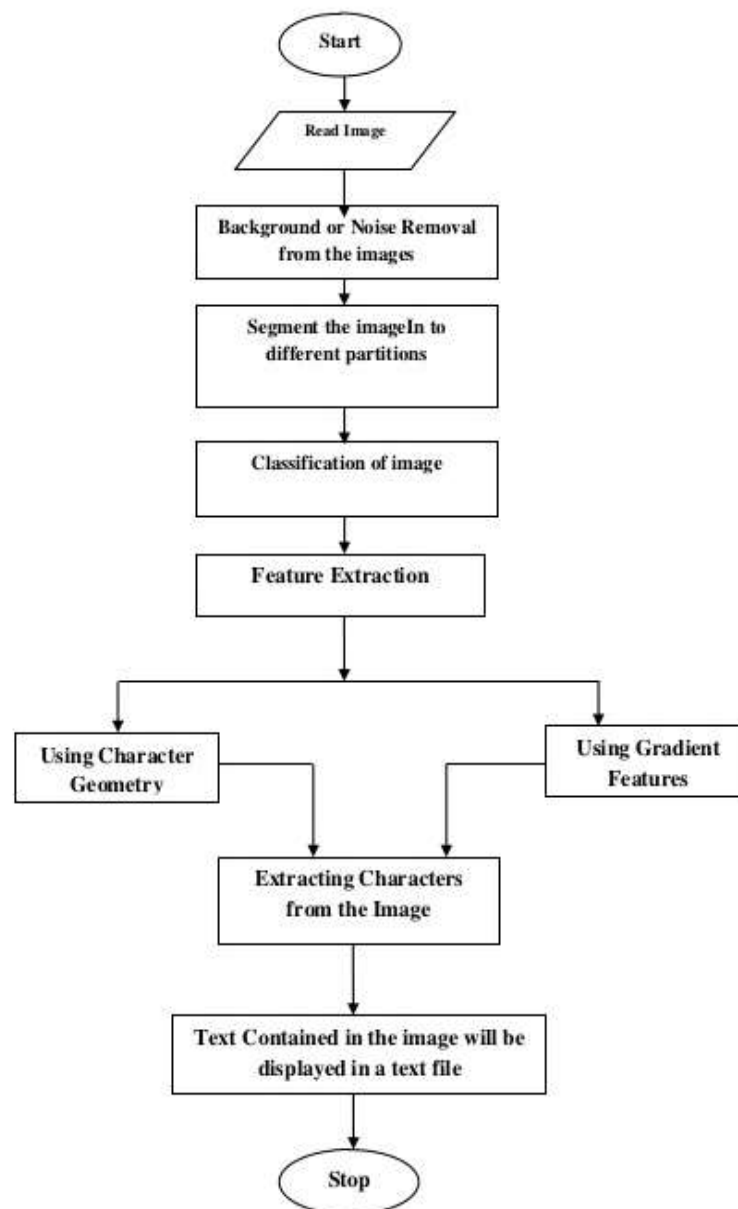 Start
Read Image
Background or Noise Removal
from the images
Segment the imageIn to
different partitions
Classification of image
Feature Extraction
Using Character
Geometry
Using Gradient
Features
Extracting Characters
from the Image
Text Contained in the image will be
displayed in a text file
Stop